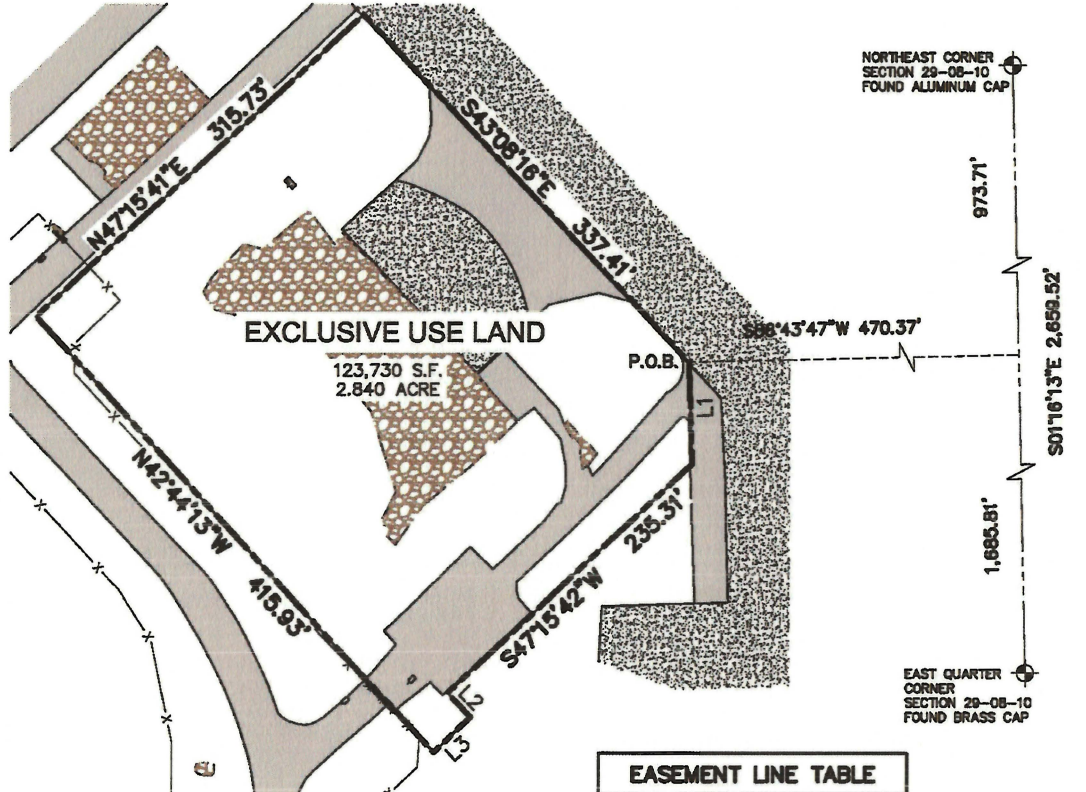 NORTHEAST CORNER
SECTION 29-08-10
FOUND ALUMINUM CAP
N47°15'41"E 315.73'
S43°08'16"E 337.41'
973.71'
EXCLUSIVE USE LAND
123,730 S.F.
2.840 ACRE
P.O.B.
S88°43'47"W 470.37'
S01°16'13"E 2,659.52'
L1
N42°44'13"W 415.93'
S47°15'42"W 235.31'
1,685.81'
L2
L3
EAST QUARTER
CORNER
SECTION 29-08-10
FOUND BRASS CAP
EASEMENT LINE TABLE